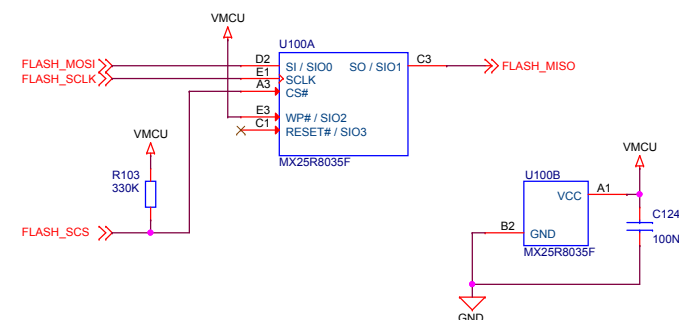 VMCU
U100A
FLASH_MOSI D2 SI / SIO0 SO / SIO1 C3 FLASH_MISO
FLASH_SCLK E1 SCLK
A3 CS#
E3 WP# / SIO2
C1 RESET# / SIO3
MX25R8035F
VMCU
R103
330K
FLASH_SCS
VMCU
U100B
VCC A1
C124
B2 GND
100N
MX25R8035F
GND